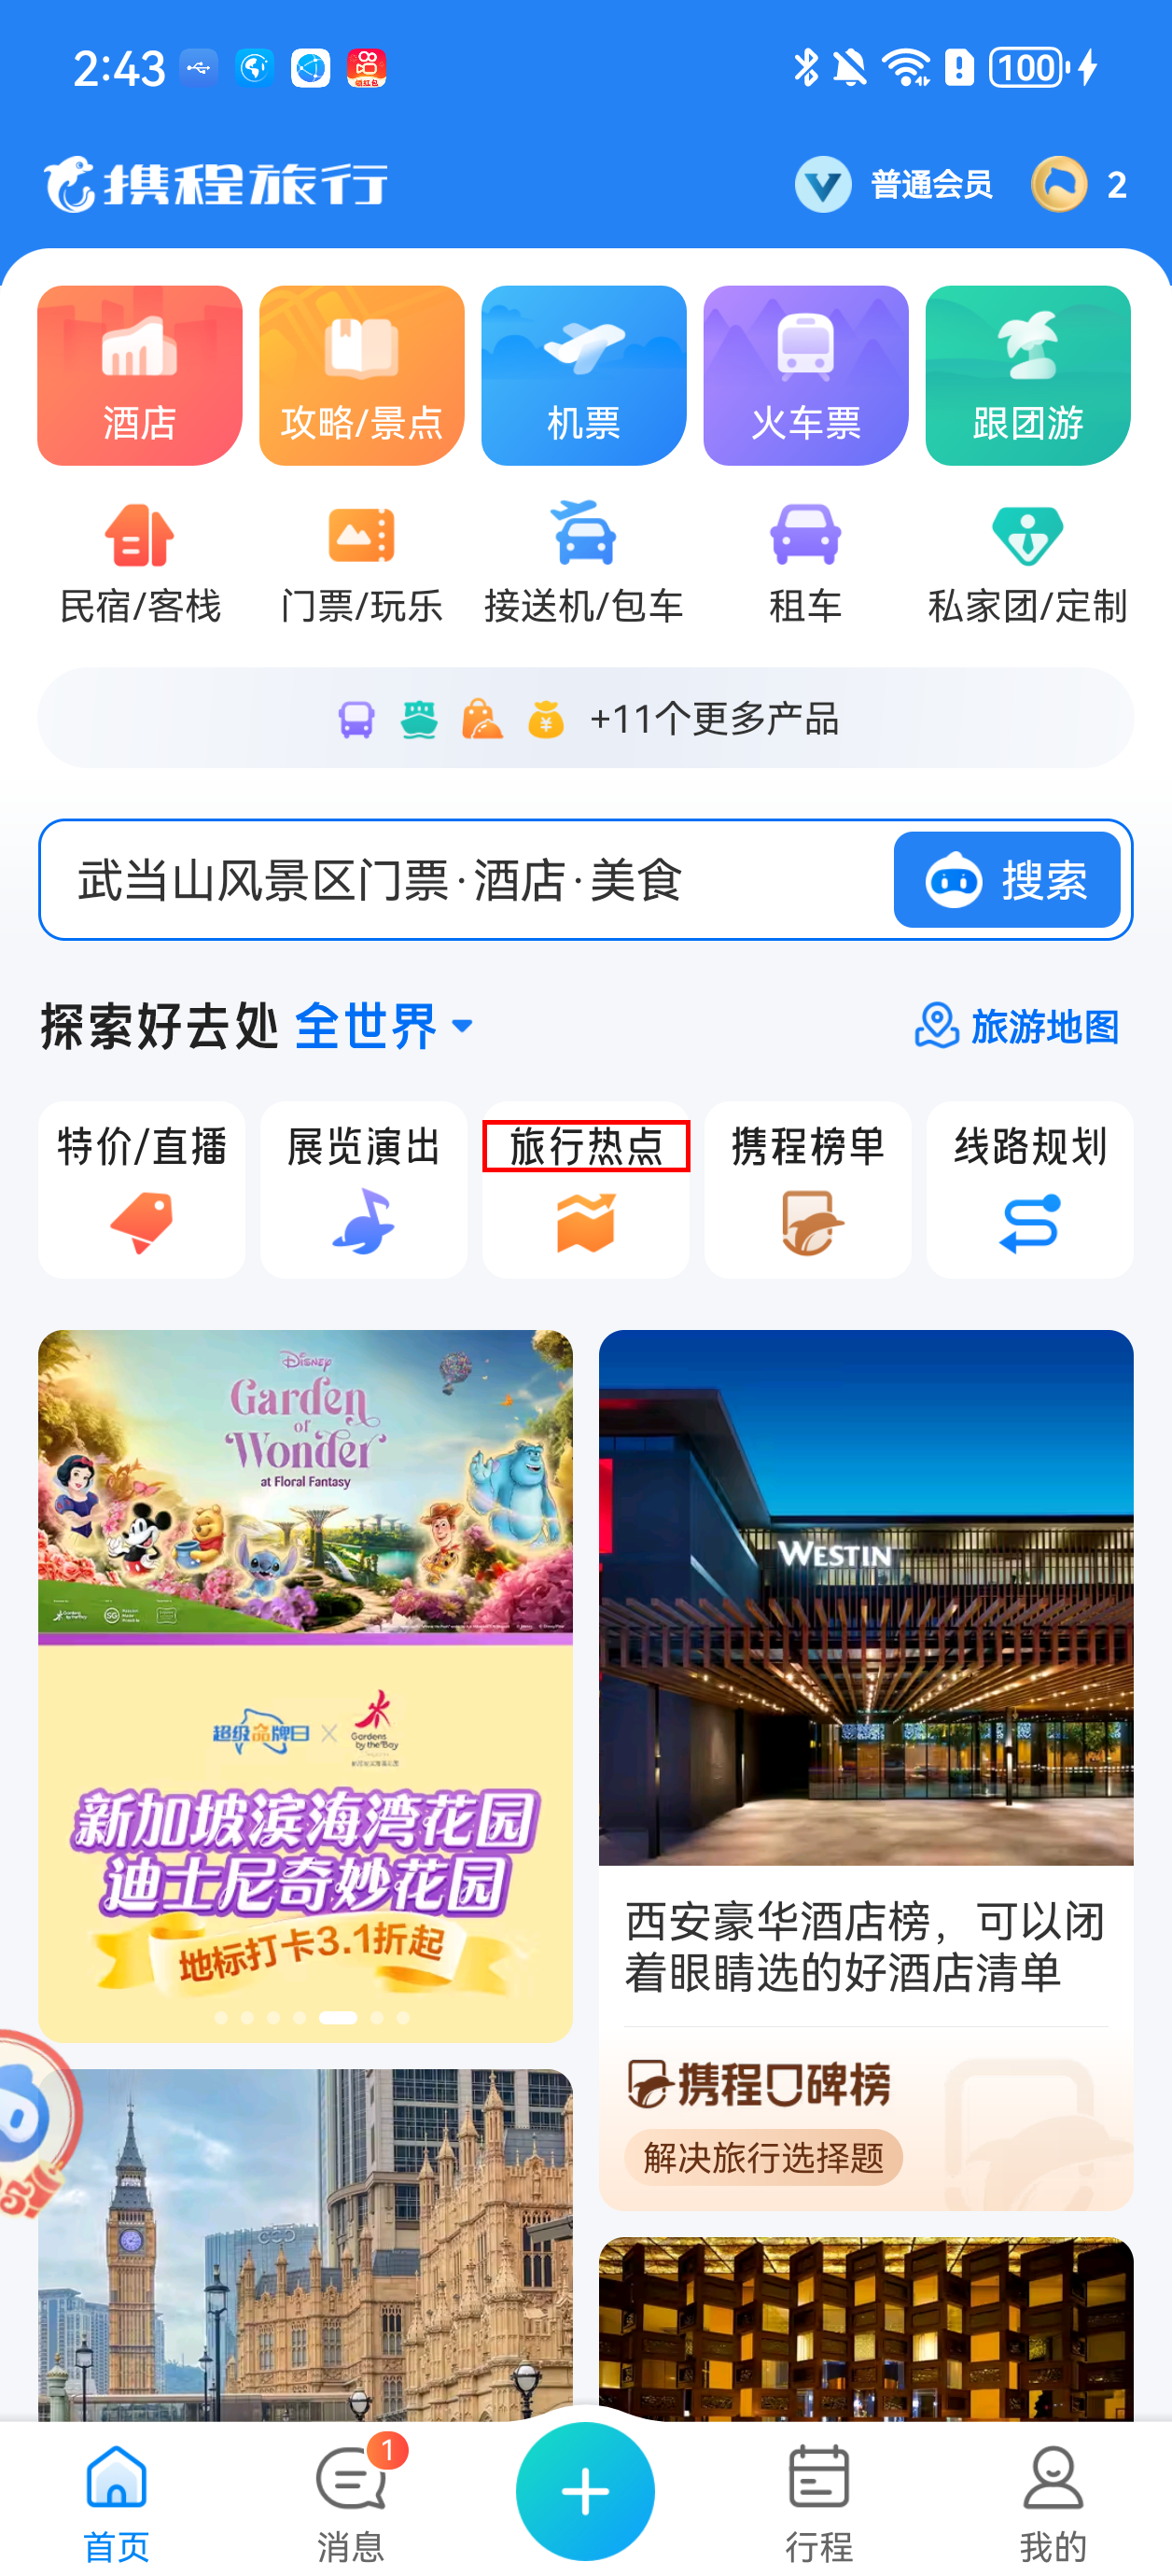 2:43
领红包
100
携程旅行
普通会员
2
酒店
攻略/景点
机票
火车票
跟团游
民宿/客栈
门票/玩乐
接送机/包车
租车
私家团/定制
+11个更多产品
武当山风景区门票·酒店·美食
搜索
探索好去处 全世界
旅游地图
特价/直播
展览演出
旅行热点
携程榜单
线路规划
Disney
Garden
of
Wonder
at Floral Fantasy
超级品牌日 × Gardens by the Bay
新加坡滨海湾花园
迪士尼奇妙花园
地标打卡3.1折起
WESTIN
西安豪华酒店榜，可以闭
着眼睛选的好酒店清单
携程口碑榜
解决旅行选择题
首页
消息
1
行程
我的